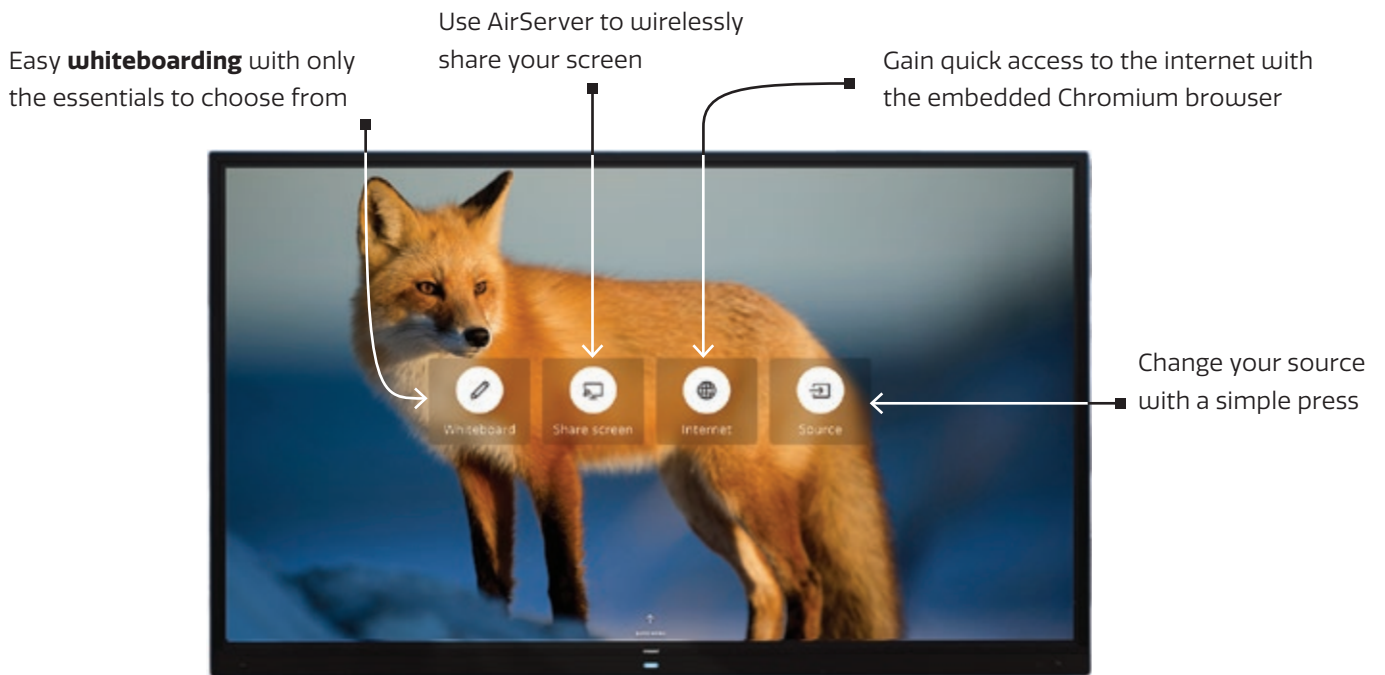 Use AirServer to wirelessly
share your screen
Easy whiteboarding with only
the essentials to choose from
Gain quick access to the internet with
the embedded Chromium browser
Change your source
with a simple press
Whiteboard
Share screen
Internet
Source